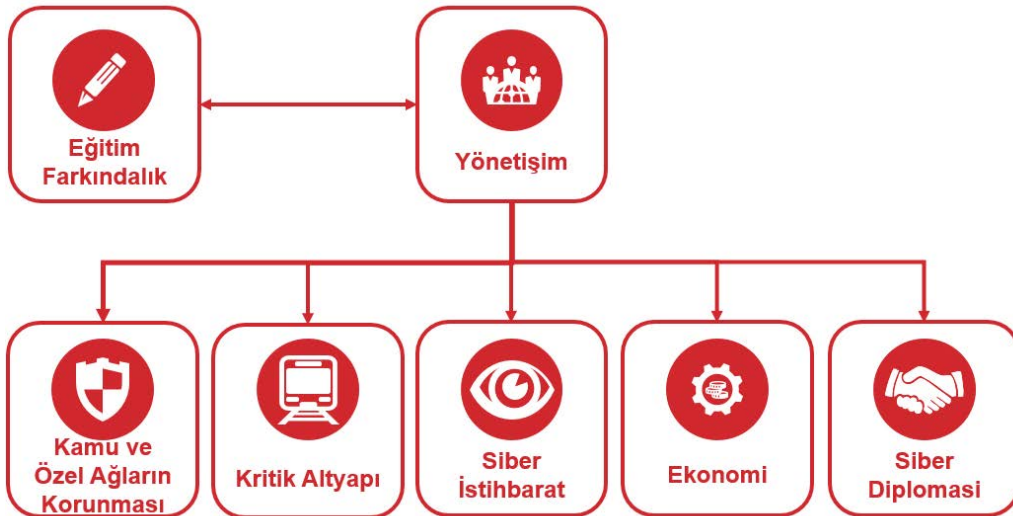 Eğitim
Farkındalık
Yönetişim
Kamu ve
Özel Ağların
Korunması
Kritik Altyapı
Siber
İstihbarat
Ekonomi
Siber
Diplomasi